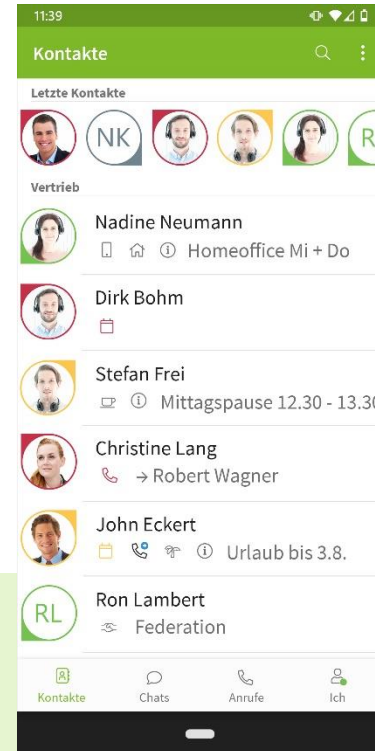 11:39
Kontakte
Letzte Kontakte
NK
R
Vertrieb
Nadine Neumann
Homeoffice Mi + Do
Dirk Bohm
Stefan Frei
Mittagspause 12.30 - 13.30
Christine Lang
→ Robert Wagner
John Eckert
Urlaub bis 3.8.
RL
Ron Lambert
Federation
Kontakte
Chats
Anrufe
Ich